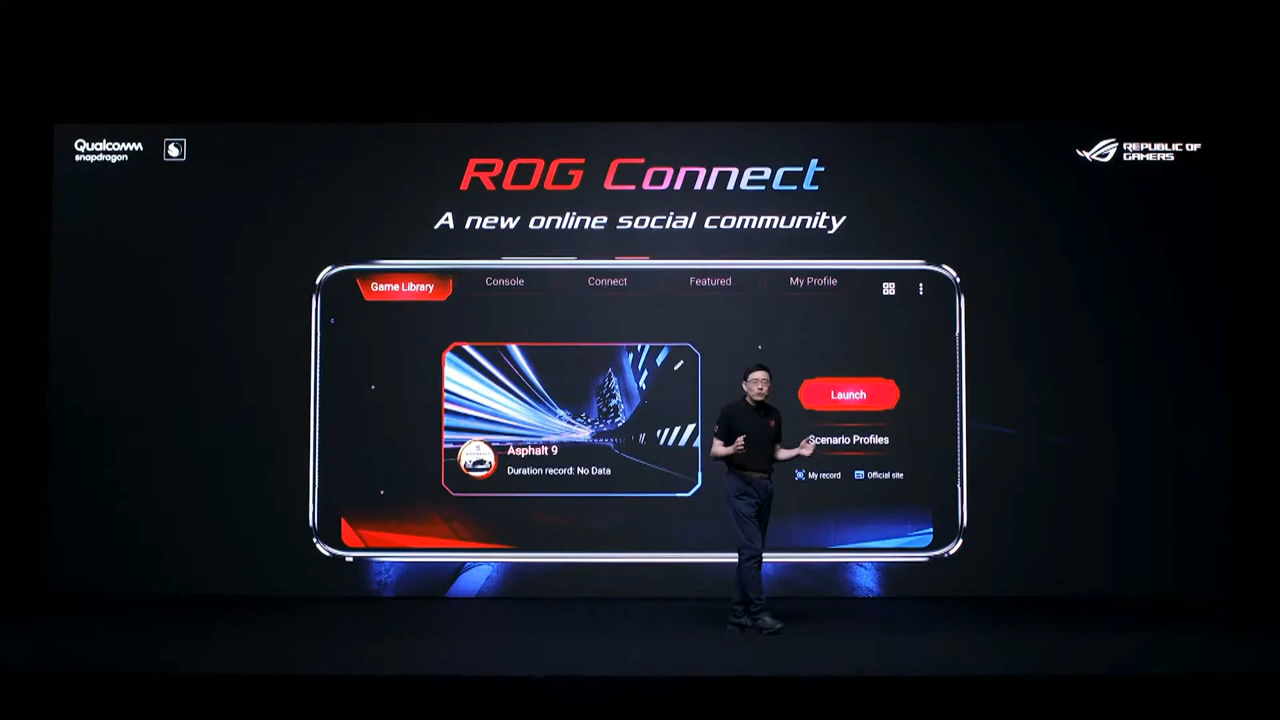 Qualcomm
snapdragon
REPUBLIC OF
GAMERS
ROG Connect
A new online social community
Game Library
Console
Connect
Featured
My Profile
Asphalt 9
Duration record: No Data
Launch
Scenario Profiles
My record
Official site